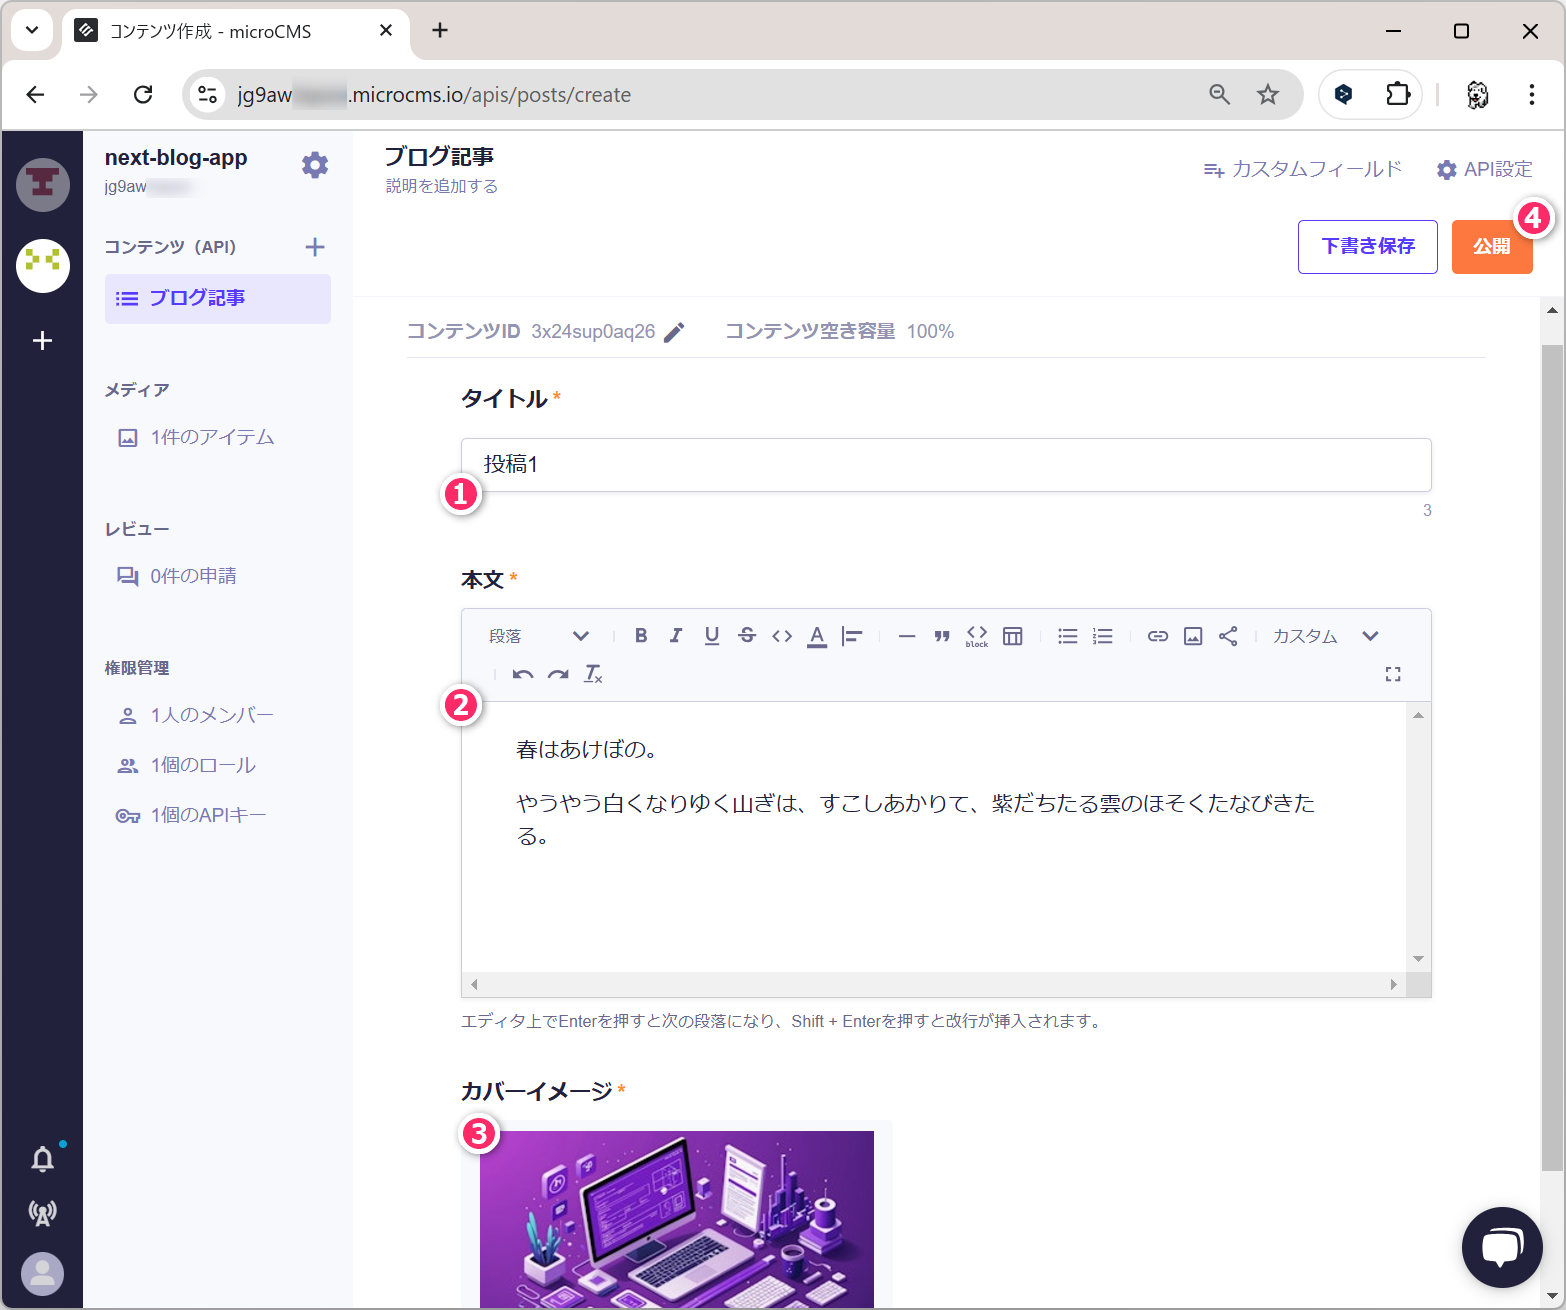 コンテンツ作成 - microCMS
jg9aw
.microcms.io/apis/posts/create
next-blog-app
jg9aw
コンテンツ（API）
ブログ記事
メディア
1件のアイテム
レビュー
0件の申請
権限管理
1人のメンバー
1個のロール
1個のAPIキー
ブログ記事
説明を追加する
カスタムフィールド
API設定
下書き保存
公開
4
コンテンツID 3x24sup0aq26
コンテンツ空き容量 100%
タイトル *
投稿1
1
3
本文 *
段落
B I U S A
block
カスタム
2
春はあけぼの。
やうやう白くなりゆく山ぎは、すこしあかりて、紫だちたる雲のほそくたなびきた
る。
エディタ上でEnterを押すと次の段落になり、Shift + Enterを押すと改行が挿入されます。
カバーイメージ *
3